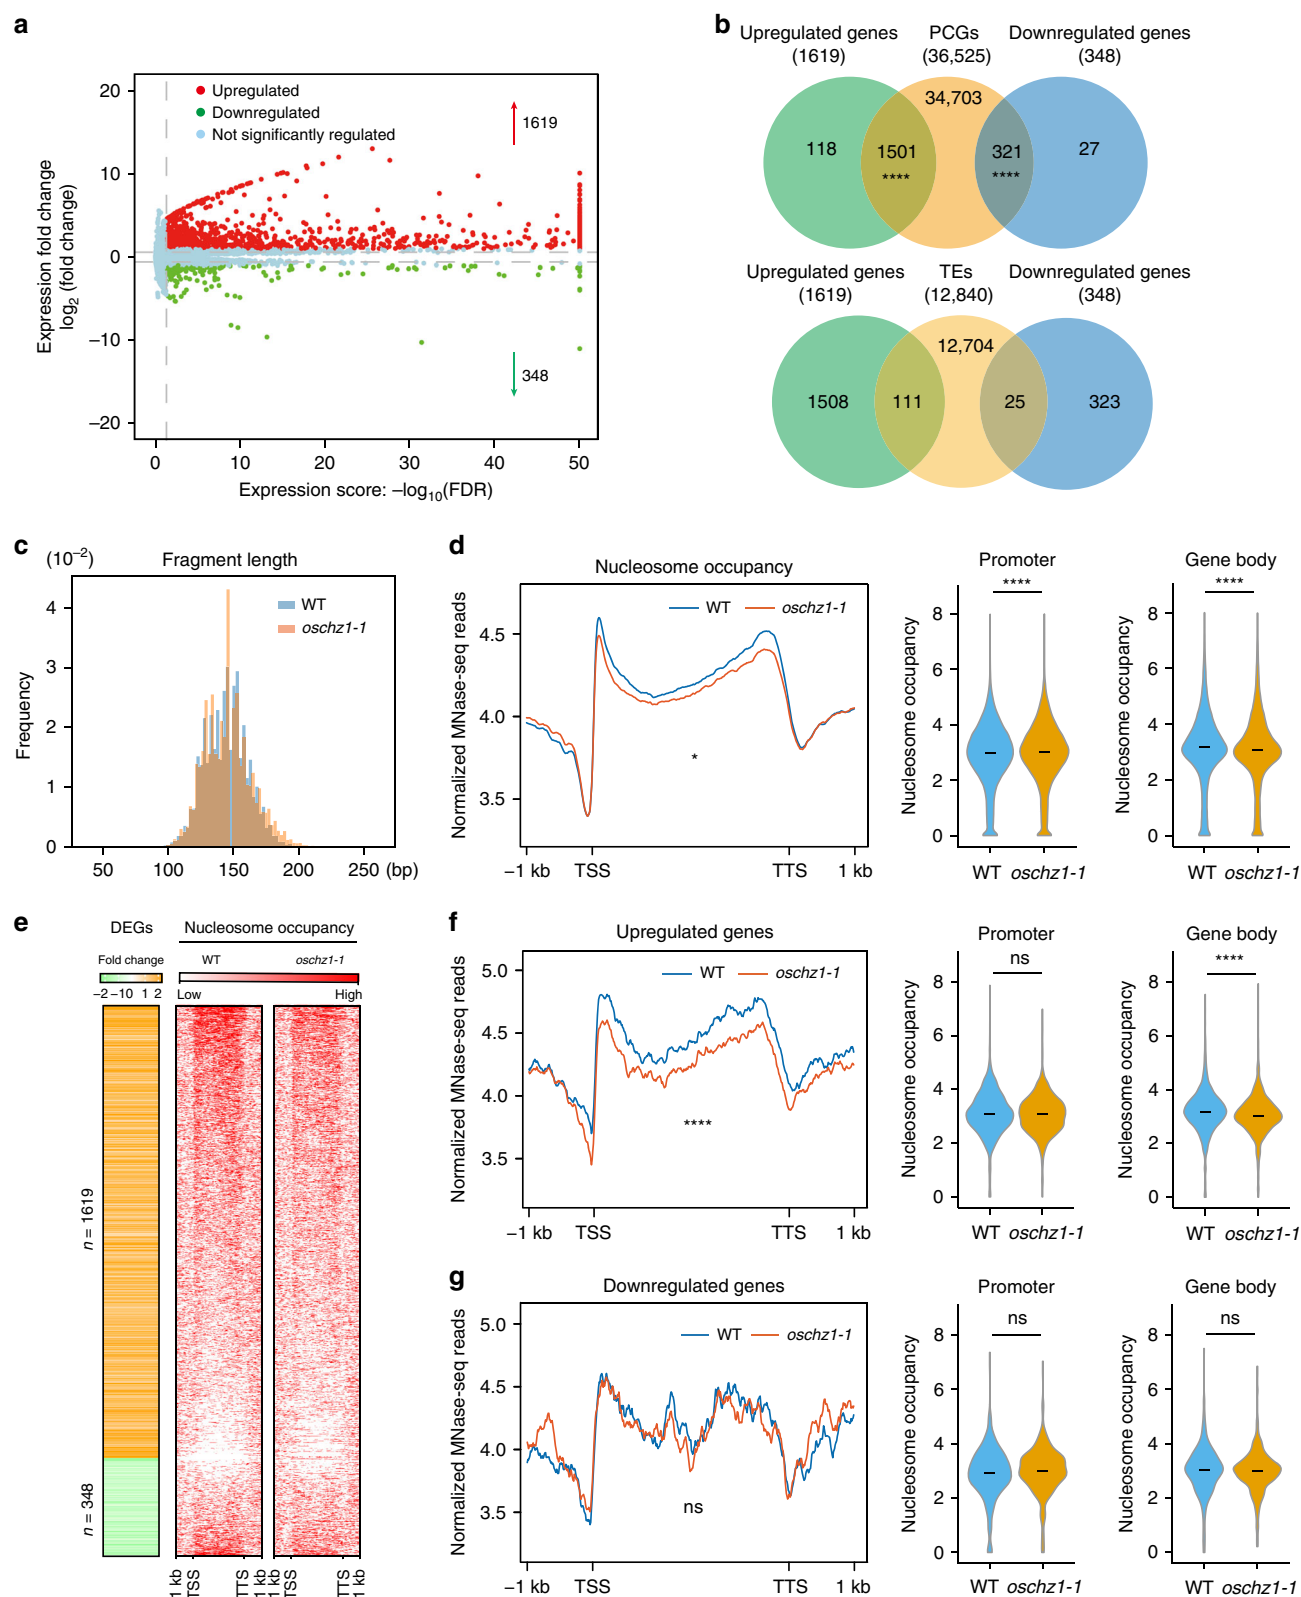 a
Upregulated
Downregulated
Not significantly regulated
1619
348
20
10
0
−10
−20
Expression fold change
log2 (fold change)
0 10 20 30 40 50
Expression score: −log10(FDR)
b
Upregulated genes (1619)
PCGs (36,525)
Downregulated genes (348)
118
1501
****
34,703
321
****
27
Upregulated genes (1619)
TEs (12,840)
Downregulated genes (348)
1508
111
12,704
25
323
c
(10−2)
Fragment length
WT
oschz1-1
Frequency
4
3
2
1
0
50 100 150 200 250 (bp)
d
Nucleosome occupancy
WT oschz1-1
Normalized MNase-seq reads
4.5
4.0
3.5
*
−1 kb TSS TTS 1 kb
Promoter
****
Nucleosome occupancy
8
6
4
2
0
WT oschz1-1
Gene body
****
Nucleosome occupancy
8
6
4
2
0
WT oschz1-1
e
DEGs
Nucleosome occupancy
Fold change
WT oschz1-1
−2 −1 0 1 2
Low High
n = 1619
n = 348
1 kb TSS TTS 1 kb
1 kb TSS TTS 1 kb
f
Upregulated genes
WT oschz1-1
Normalized MNase-seq reads
5.0
4.5
4.0
3.5
****
−1 kb TSS TTS 1 kb
Promoter
ns
Nucleosome occupancy
8
6
4
2
0
WT oschz1-1
Gene body
****
Nucleosome occupancy
8
6
4
2
0
WT oschz1-1
g
Downregulated genes
WT oschz1-1
Normalized MNase-seq reads
5.0
4.5
4.0
3.5
ns
−1 kb TSS TTS 1 kb
Promoter
ns
Nucleosome occupancy
8
6
4
2
0
WT oschz1-1
Gene body
ns
Nucleosome occupancy
8
6
4
2
0
WT oschz1-1